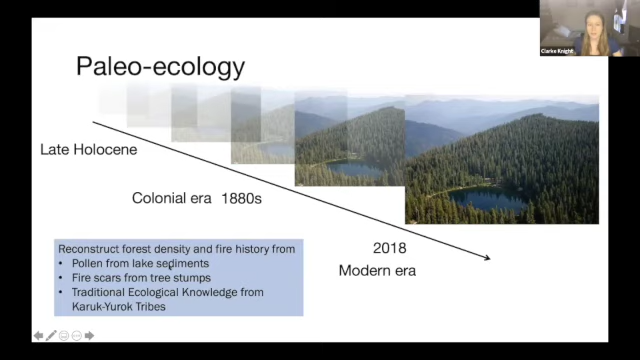 Clarke Knight
Paleo-ecology
Late Holocene
Colonial era 1880s
2018
Modern era
Reconstruct forest density and fire history from
• Pollen from lake sediments
• Fire scars from tree stumps
• Traditional Ecological Knowledge from
Karuk-Yurok Tribes